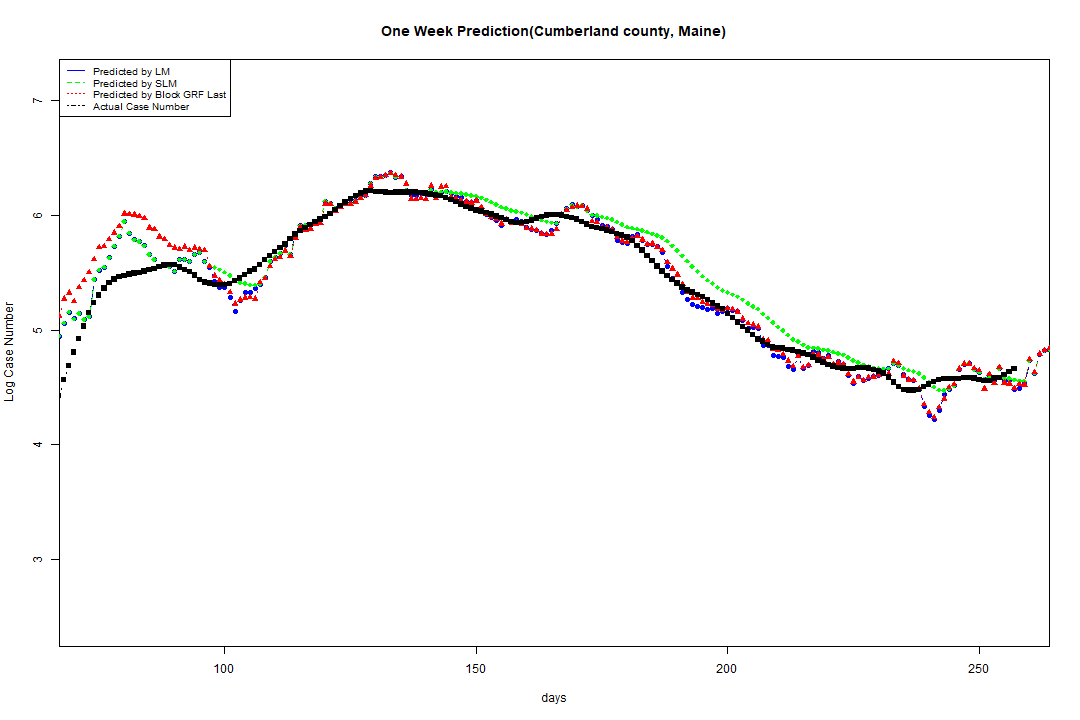 One Week Prediction(Cumberland county, Maine)
Predicted by LM
Predicted by SLM
Predicted by Block GRF Last
Actual Case Number
7
6
5
4
3
Log Case Number
100 150 200 250
days